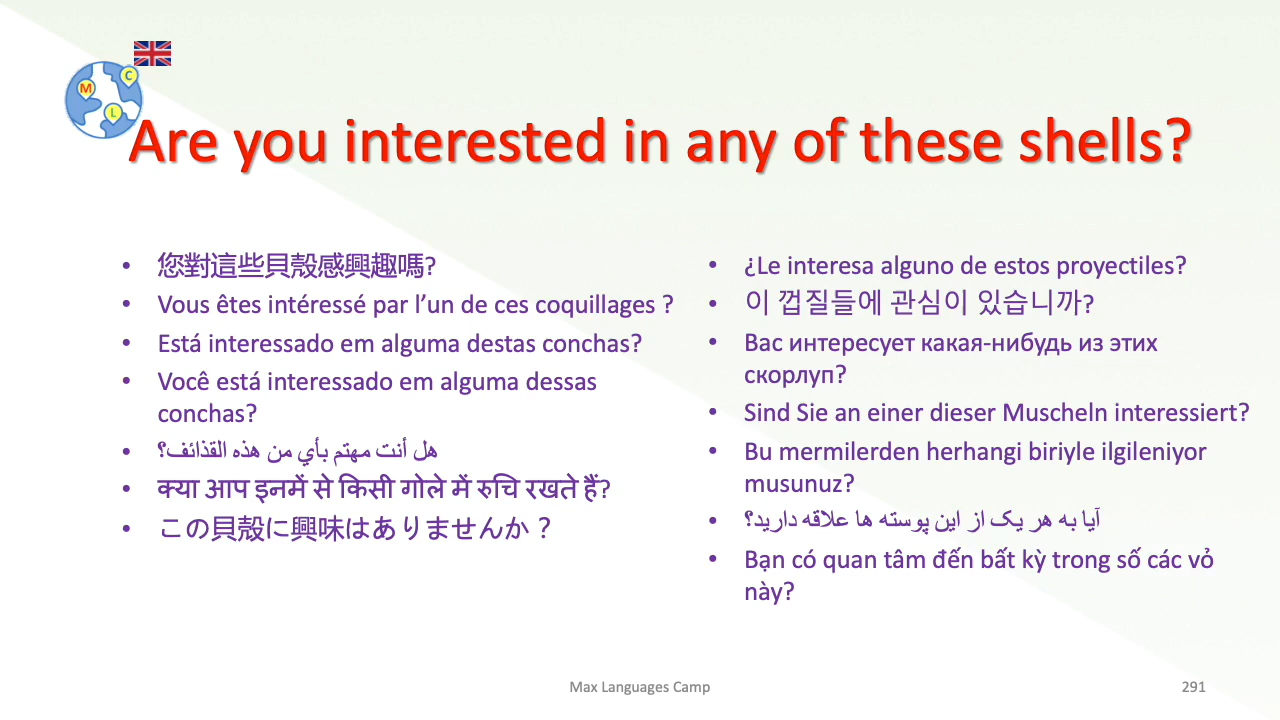 M
C
L
Are you interested in any of these shells?
• 您對這些貝殼感興趣嗎?
• Vous êtes intéressé par l’un de ces coquillages ?
• Está interessado em alguma destas conchas?
• Você está interessado em alguma dessas
conchas?
• هل أنت مهتم بأي من هذه القذائف؟
• क्या आप इनमें से किसी गोले में रुचि रखते हैं?
• この貝殻に興味はありませんか？
• ¿Le interesa alguno de estos proyectiles?
• 이 껍질들에 관심이 있습니까?
• Вас интересует какая-нибудь из этих
скорлуп?
• Sind Sie an einer dieser Muscheln interessiert?
• Bu mermilerden herhangi biriyle ilgileniyor
musunuz?
• آیا به هر یک از این پوسته ها علاقه دارید؟
• Bạn có quan tâm đến bất kỳ trong số các vỏ
này?
Max Languages Camp
291